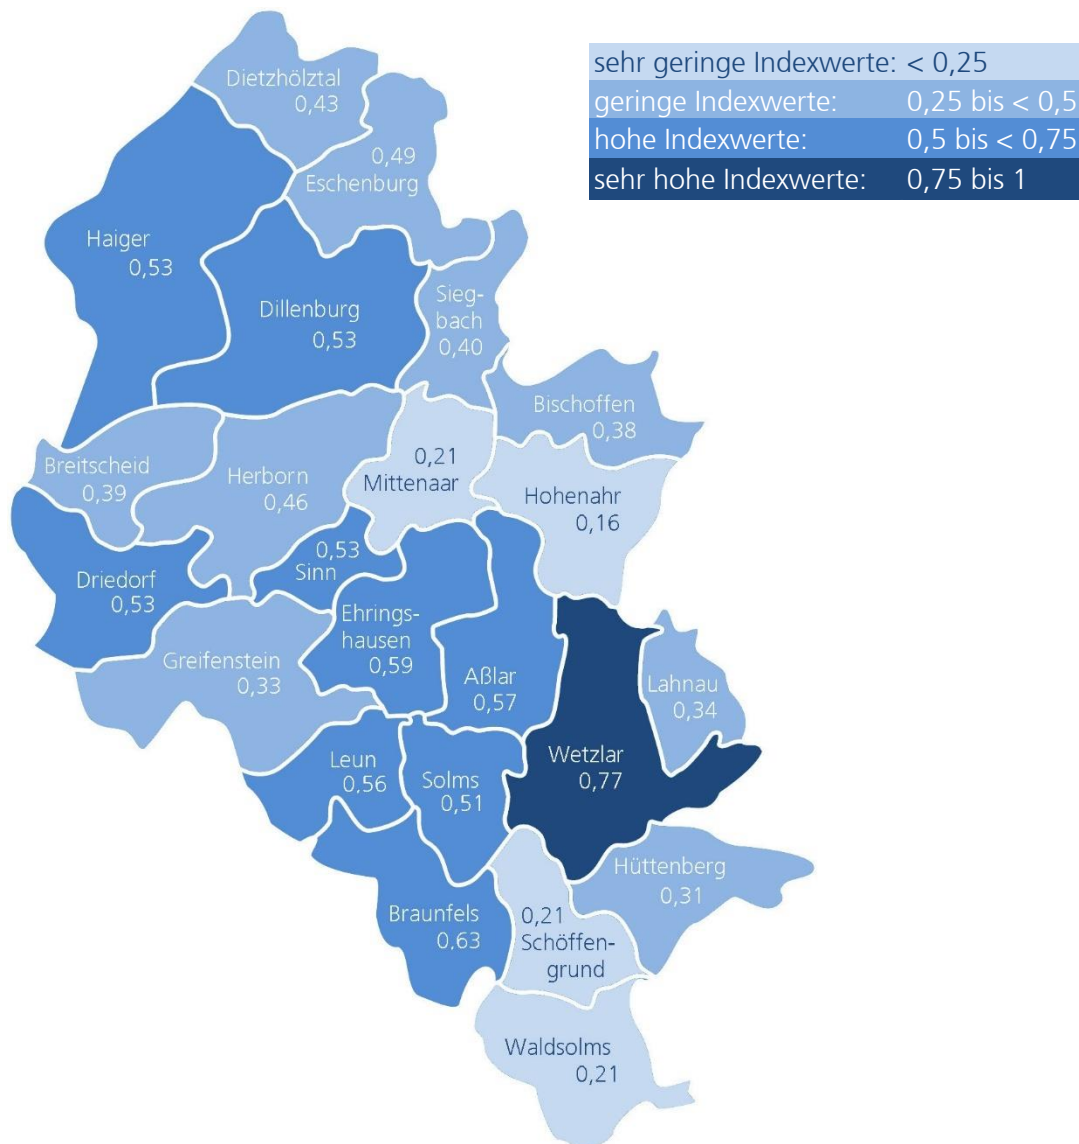 sehr geringe Indexwerte: < 0,25
geringe Indexwerte: 0,25 bis < 0,5
hohe Indexwerte: 0,5 bis < 0,75
sehr hohe Indexwerte: 0,75 bis 1
Dietzhölztal
0,43
0,49
Eschenburg
Haiger
0,53
Dillenburg
0,53
Sieg-
bach
0,40
Bischoffen
0,38
Breitscheid
0,39
Herborn
0,46
0,21
Mittenaar
Hohenahr
0,16
Driedorf
0,53
0,53
Sinn
Ehrings-
hausen
0,59
Aßlar
0,57
Greifenstein
0,33
Lahnau
0,34
Leun
0,56
Solms
0,51
Wetzlar
0,77
Hüttenberg
0,31
Braunfels
0,63
0,21
Schöffen-
grund
Waldsolms
0,21